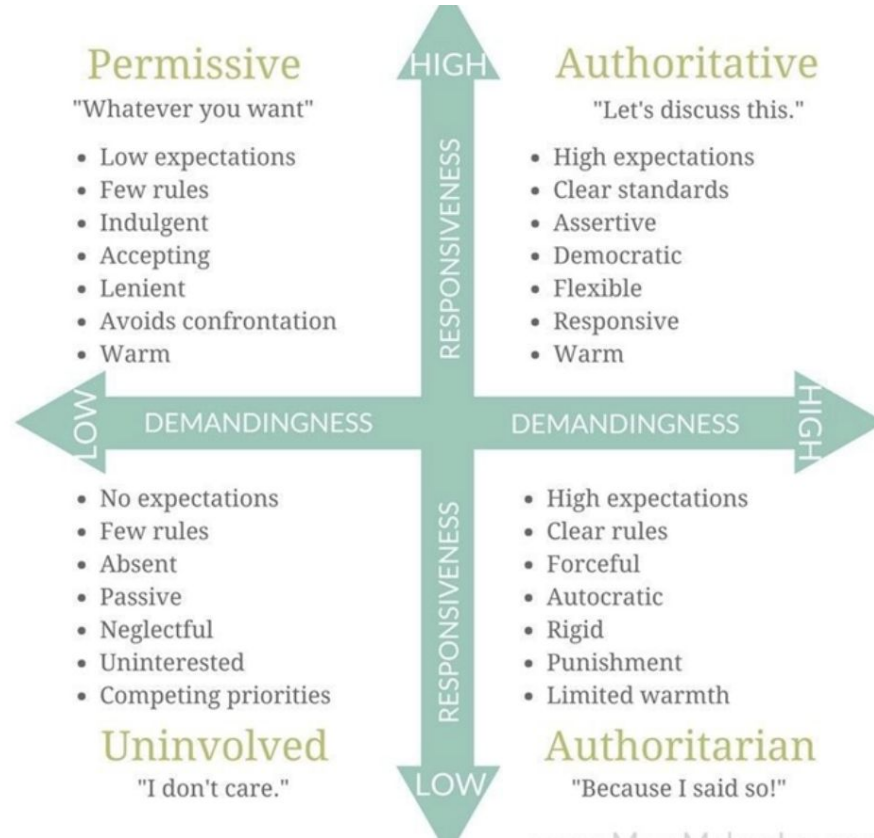 HIGH
Permissive
"Whatever you want"
• Low expectations
• Few rules
• Indulgent
• Accepting
• Lenient
• Avoids confrontation
• Warm
RESPONSIVENESS
Authoritative
"Let's discuss this."
• High expectations
• Clear standards
• Assertive
• Democratic
• Flexible
• Responsive
• Warm
LOW
DEMANDINGNESS
DEMANDINGNESS
HIGH
• No expectations
• Few rules
• Absent
• Passive
• Neglectful
• Uninterested
• Competing priorities
Uninvolved
"I don't care."
RESPONSIVENESS
LOW
• High expectations
• Clear rules
• Forceful
• Autocratic
• Rigid
• Punishment
• Limited warmth
Authoritarian
"Because I said so!"